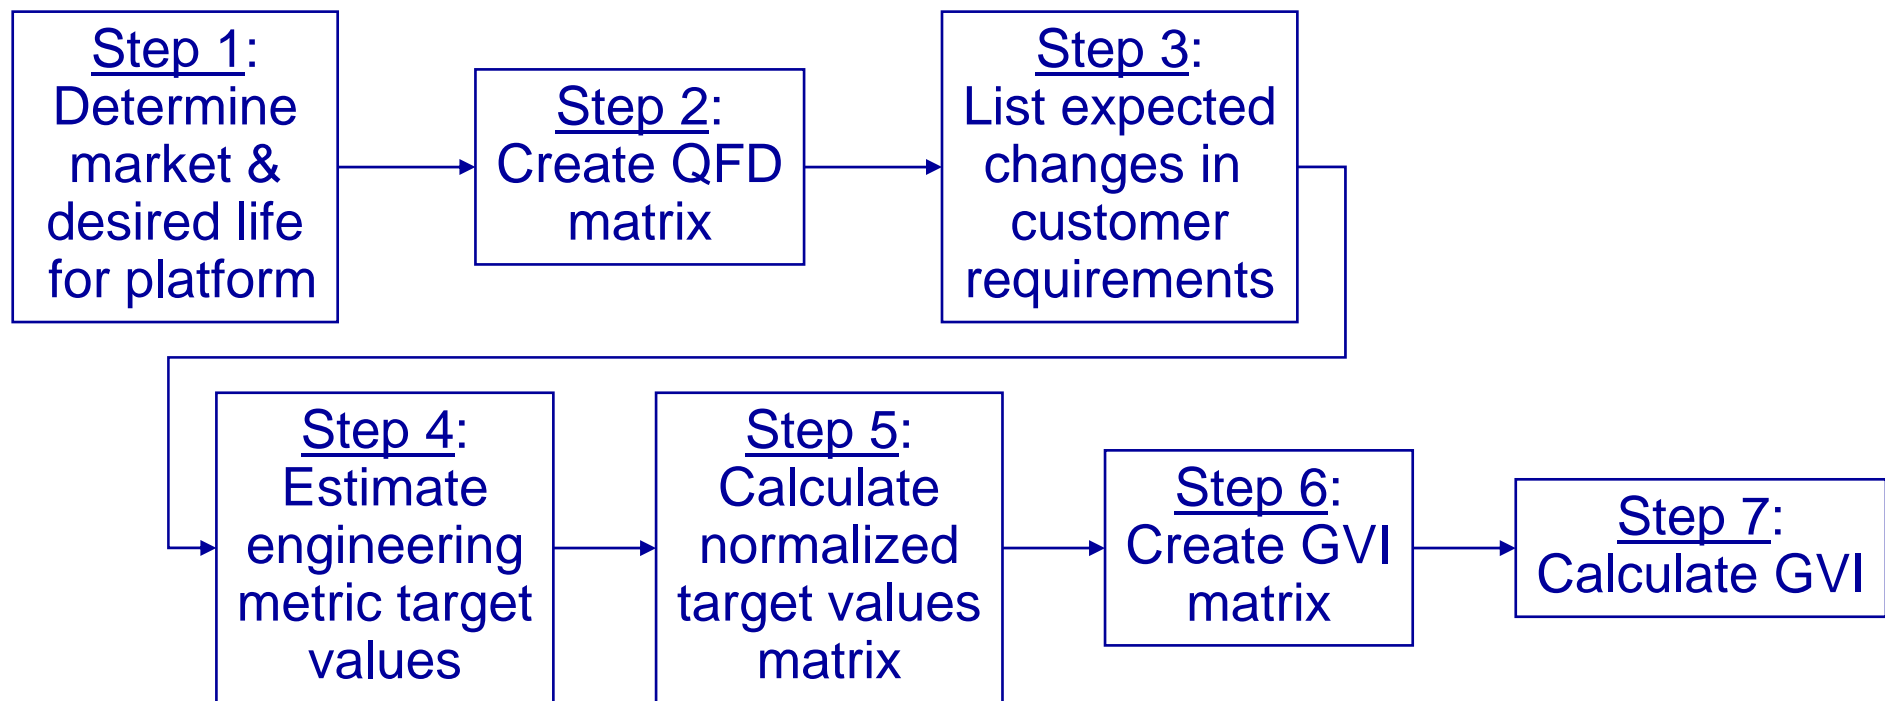 Step 1:
Determine
market &
desired life
for platform
Step 2:
Create QFD
matrix
Step 3:
List expected
changes in
customer
requirements
Step 4:
Estimate
engineering
metric target
values
Step 5:
Calculate
normalized
target values
matrix
Step 6:
Create GVI
matrix
Step 7:
Calculate GVI